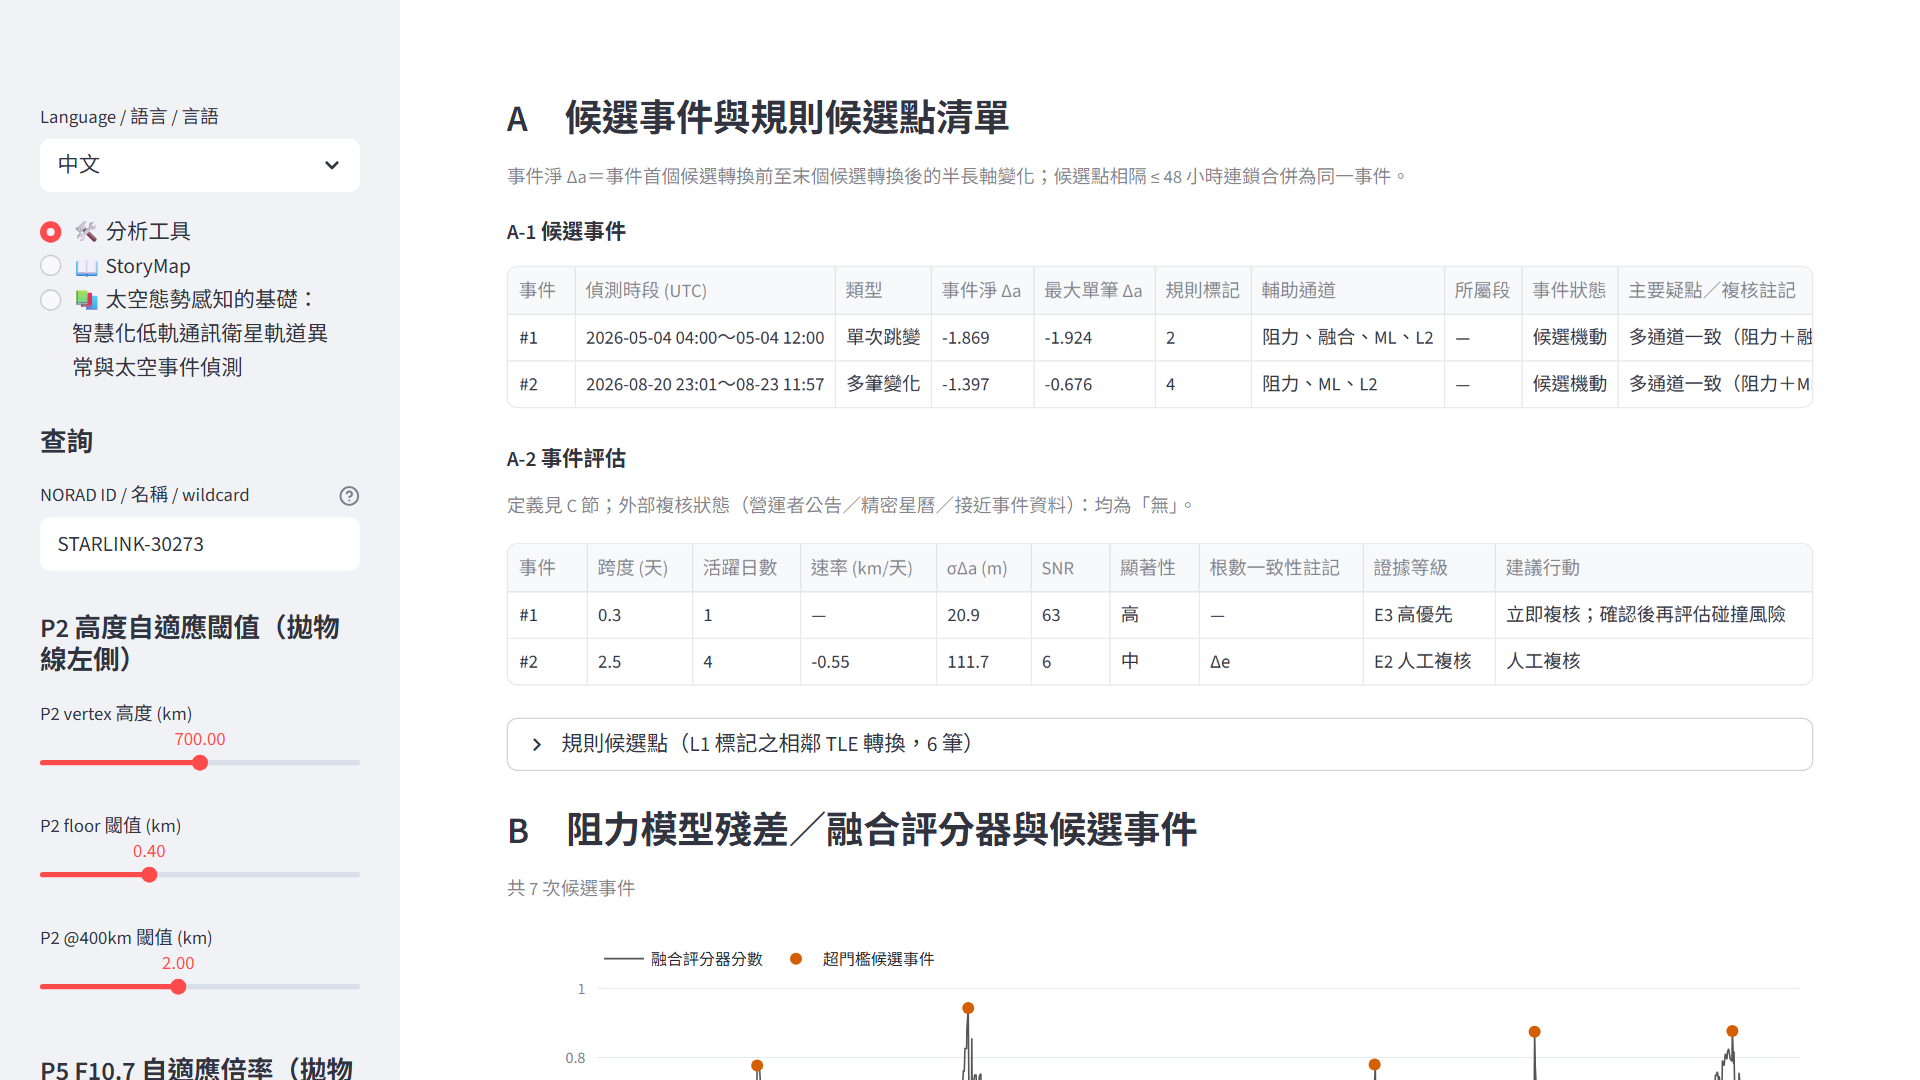 Language / 語言 / 言語
中文
🛠️ 分析工具
📖 StoryMap
📚 太空態勢感知的基礎：
智慧化低軌通訊衛星軌道異
常與太空事件偵測
查詢
NORAD ID / 名稱 / wildcard
STARLINK-30273
P2 高度自適應閾值（拋物
線左側）
P2 vertex 高度 (km)
700.00
P2 floor 閾值 (km)
0.40
P2 @400km 閾值 (km)
2.00
P5 F10.7 自適應倍率（拋物
A 候選事件與規則候選點清單
事件淨 Δa＝事件首個候選轉換前至末個候選轉換後的半長軸變化；候選點相隔 ≤ 48 小時連鎖合併為同一事件。
A-1 候選事件
事件 偵測時段 (UTC) 類型 事件淨 Δa 最大單筆 Δa 規則標記 輔助通道 所屬段 事件狀態 主要疑點／複核註記
#1 2026-05-04 04:00～05-04 12:00 單次跳變 -1.869 -1.924 2 阻力、融合、ML、L2 — 候選機動 多通道一致（阻力＋融
#2 2026-08-20 23:01～08-23 11:57 多筆變化 -1.397 -0.676 4 阻力、ML、L2 — 候選機動 多通道一致（阻力＋M
A-2 事件評估
定義見 C 節；外部複核狀態（營運者公告／精密星曆／接近事件資料）：均為「無」。
事件 跨度 (天) 活躍日數 速率 (km/天) σΔa (m) SNR 顯著性 根數一致性註記 證據等級 建議行動
#1 0.3 1 — 20.9 63 高 — E3 高優先 立即複核；確認後再評估碰撞風險
#2 2.5 4 -0.55 111.7 6 中 Δe E2 人工複核 人工複核
規則候選點（L1 標記之相鄰 TLE 轉換，6 筆）
B 阻力模型殘差／融合評分器與候選事件
共 7 次候選事件
融合評分器分數 超門檻候選事件
1
0.8